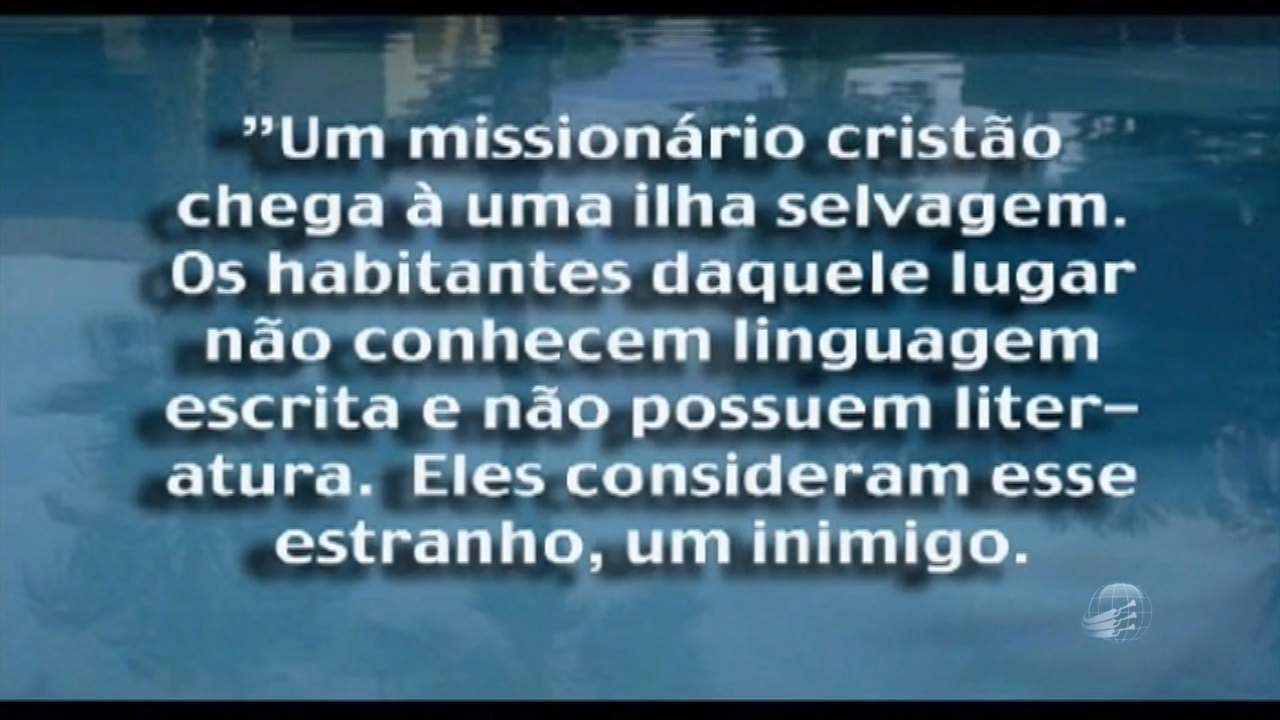 ”Um missionário cristão
chega à uma ilha selvagem.
Os habitantes daquele lugar
não conhecem linguagem
escrita e não possuem liter-
atura.  Eles consideram esse
estranho, um inimigo.